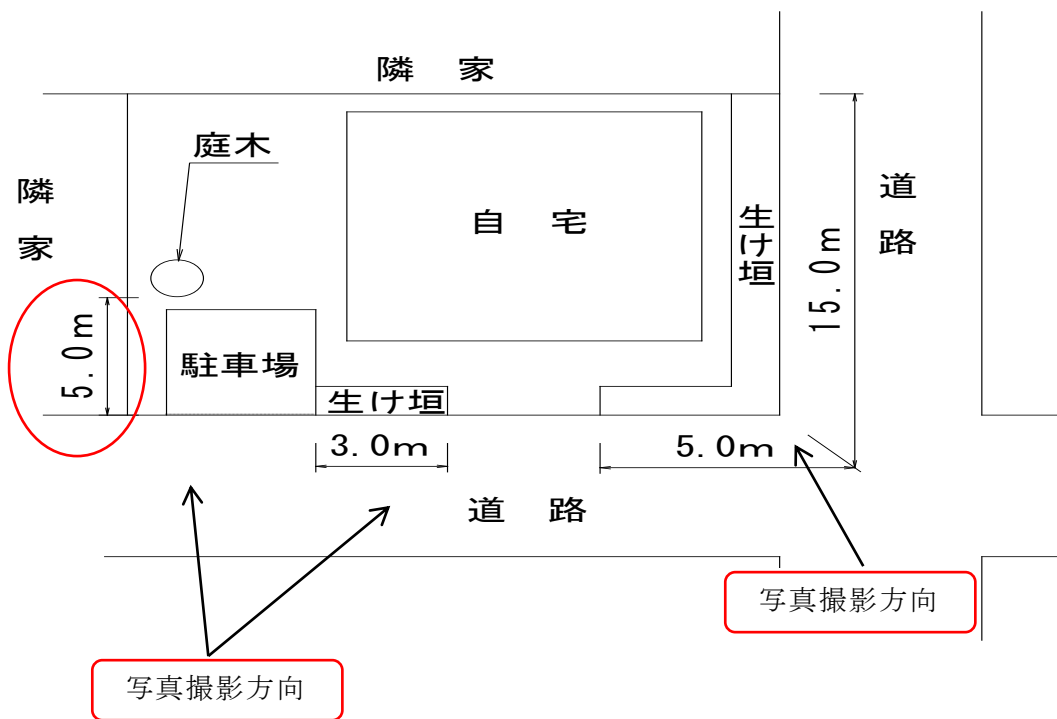 隣　家
庭木
隣家
自　宅
生け垣
道路
15.0m
5.0m
駐車場
生け垣
3.0m
5.0m
道　路
写真撮影方向
写真撮影方向